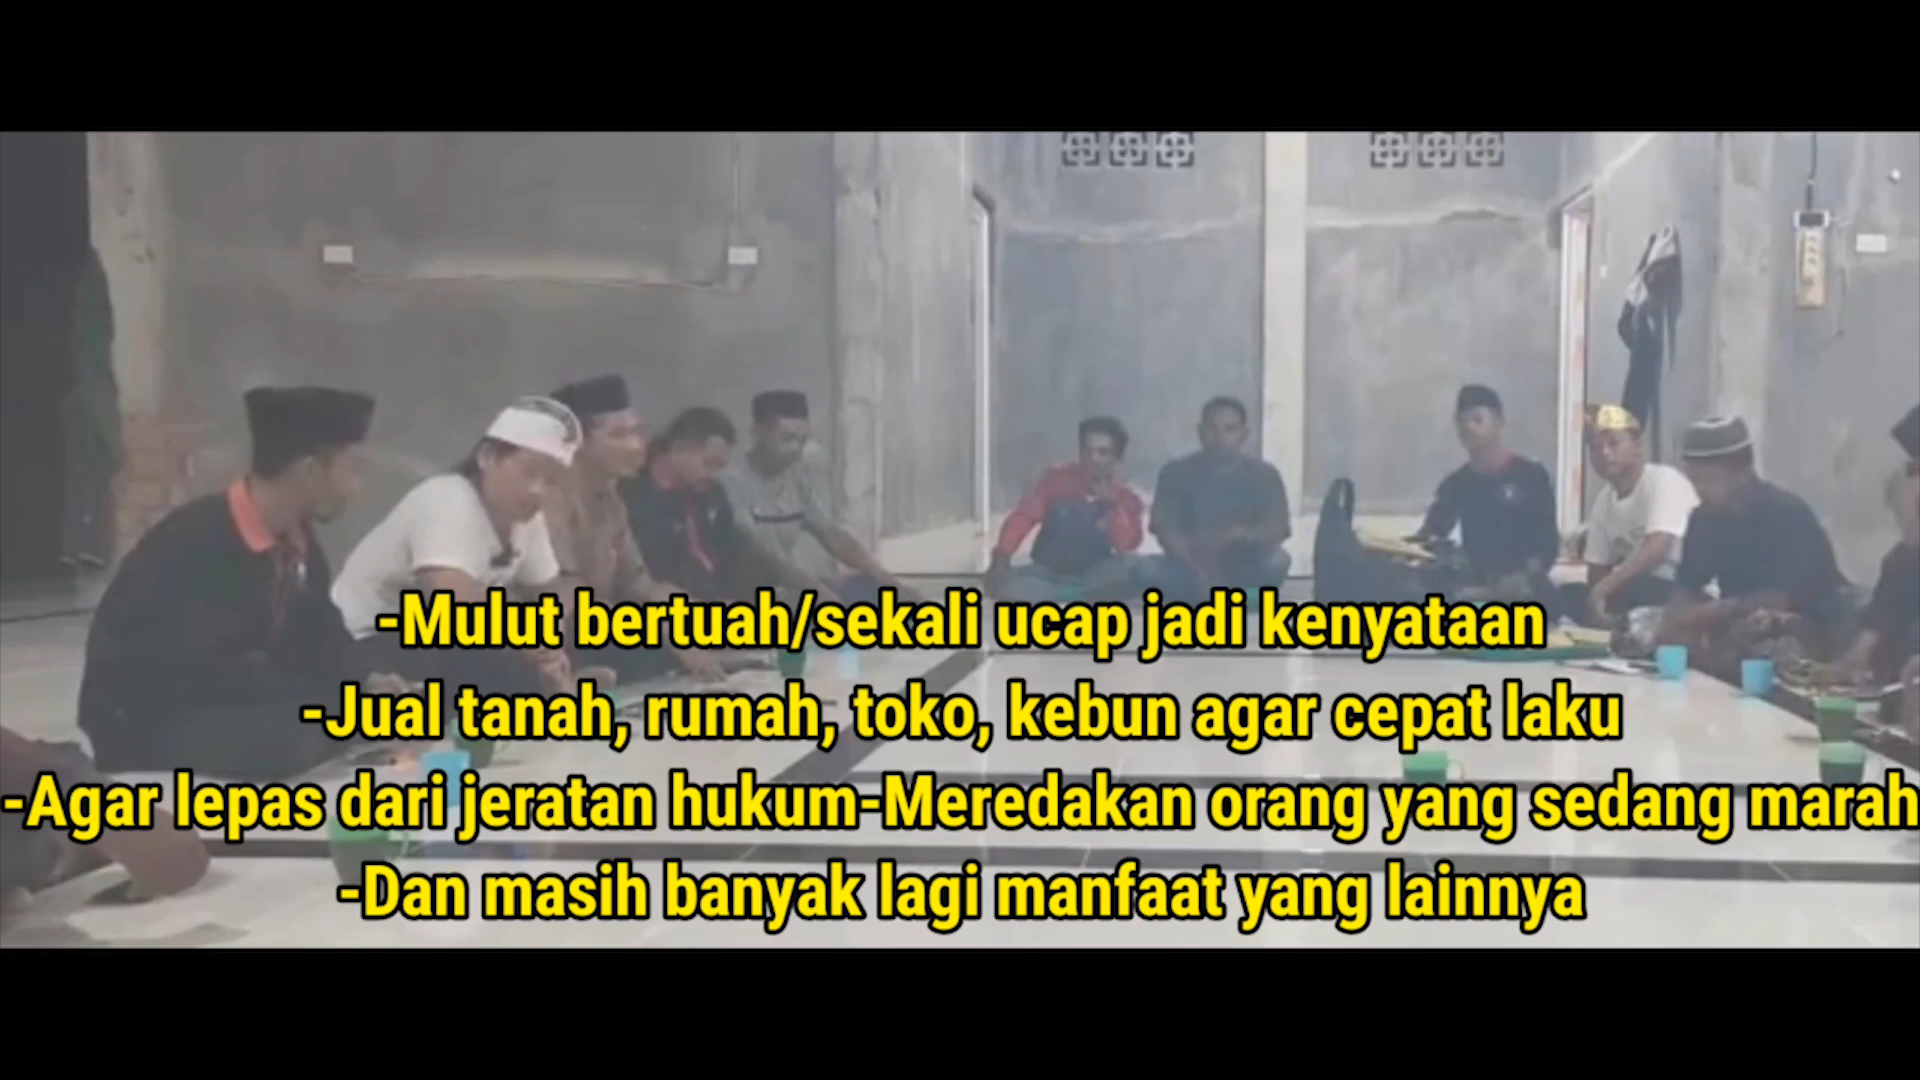 -Mulut bertuah/sekali ucap jadi kenyataan
-Jual tanah, rumah, toko, kebun agar cepat laku
-Agar lepas dari jeratan hukum-Meredakan orang yang sedang marah
-Dan masih banyak lagi manfaat yang lainnya